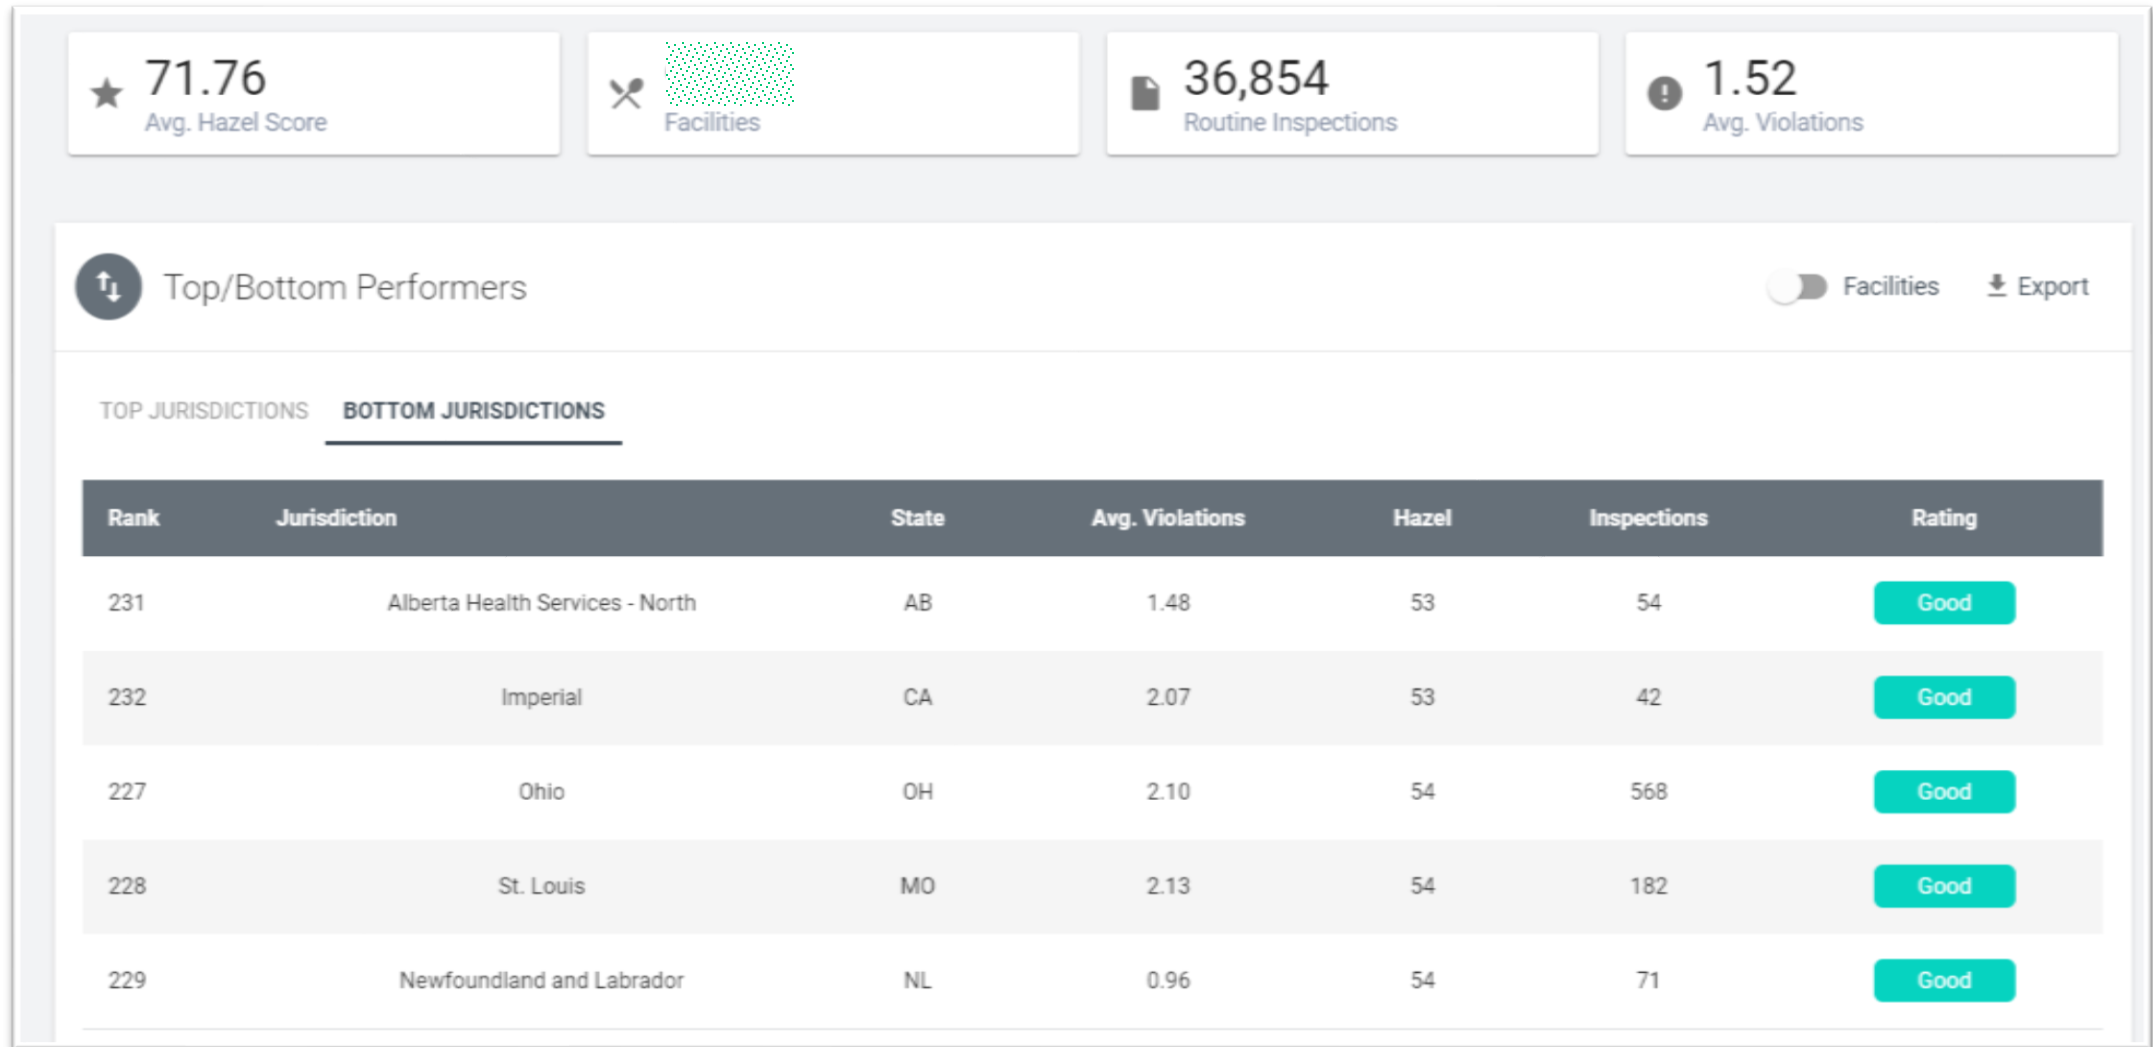 71.76
Avg. Hazel Score
Facilities
36,854
Routine Inspections
1.52
Avg. Violations
Top/Bottom Performers
Facilities
Export
TOP JURISDICTIONS BOTTOM JURISDICTIONS
Rank Jurisdiction State Avg. Violations Hazel Inspections Rating
231 Alberta Health Services - North AB 1.48 53 54 Good
232 Imperial CA 2.07 53 42 Good
227 Ohio OH 2.10 54 568 Good
228 St. Louis MO 2.13 54 182 Good
229 Newfoundland and Labrador NL 0.96 54 71 Good